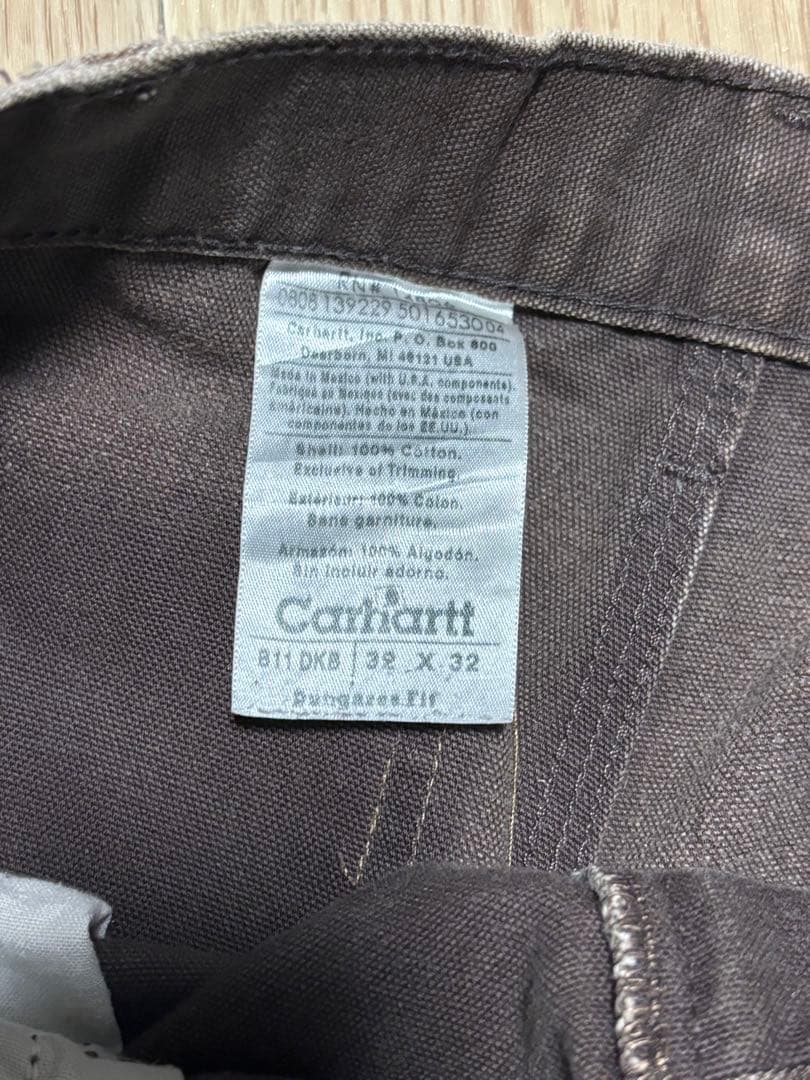 RN#
0808 139229 501653004
Carhartt, Inc. P. O. Box 600
Dearborn, MI 48121 USA
Made in Mexico (with U.S.A. components).
Fabriqué au Mexique (avec des composants
Américains). Hecho en México (con
componentes de los EE.UU.)
Shell: 100% Cotton.
Exclusive of Trimming.
Extérieur: 100% Coton.
Sans garniture.
Armasón: 100% Algodón.
Sin incluir adorno.
Carhartt
B11 DKB 32 X 32
Dungaree Fit